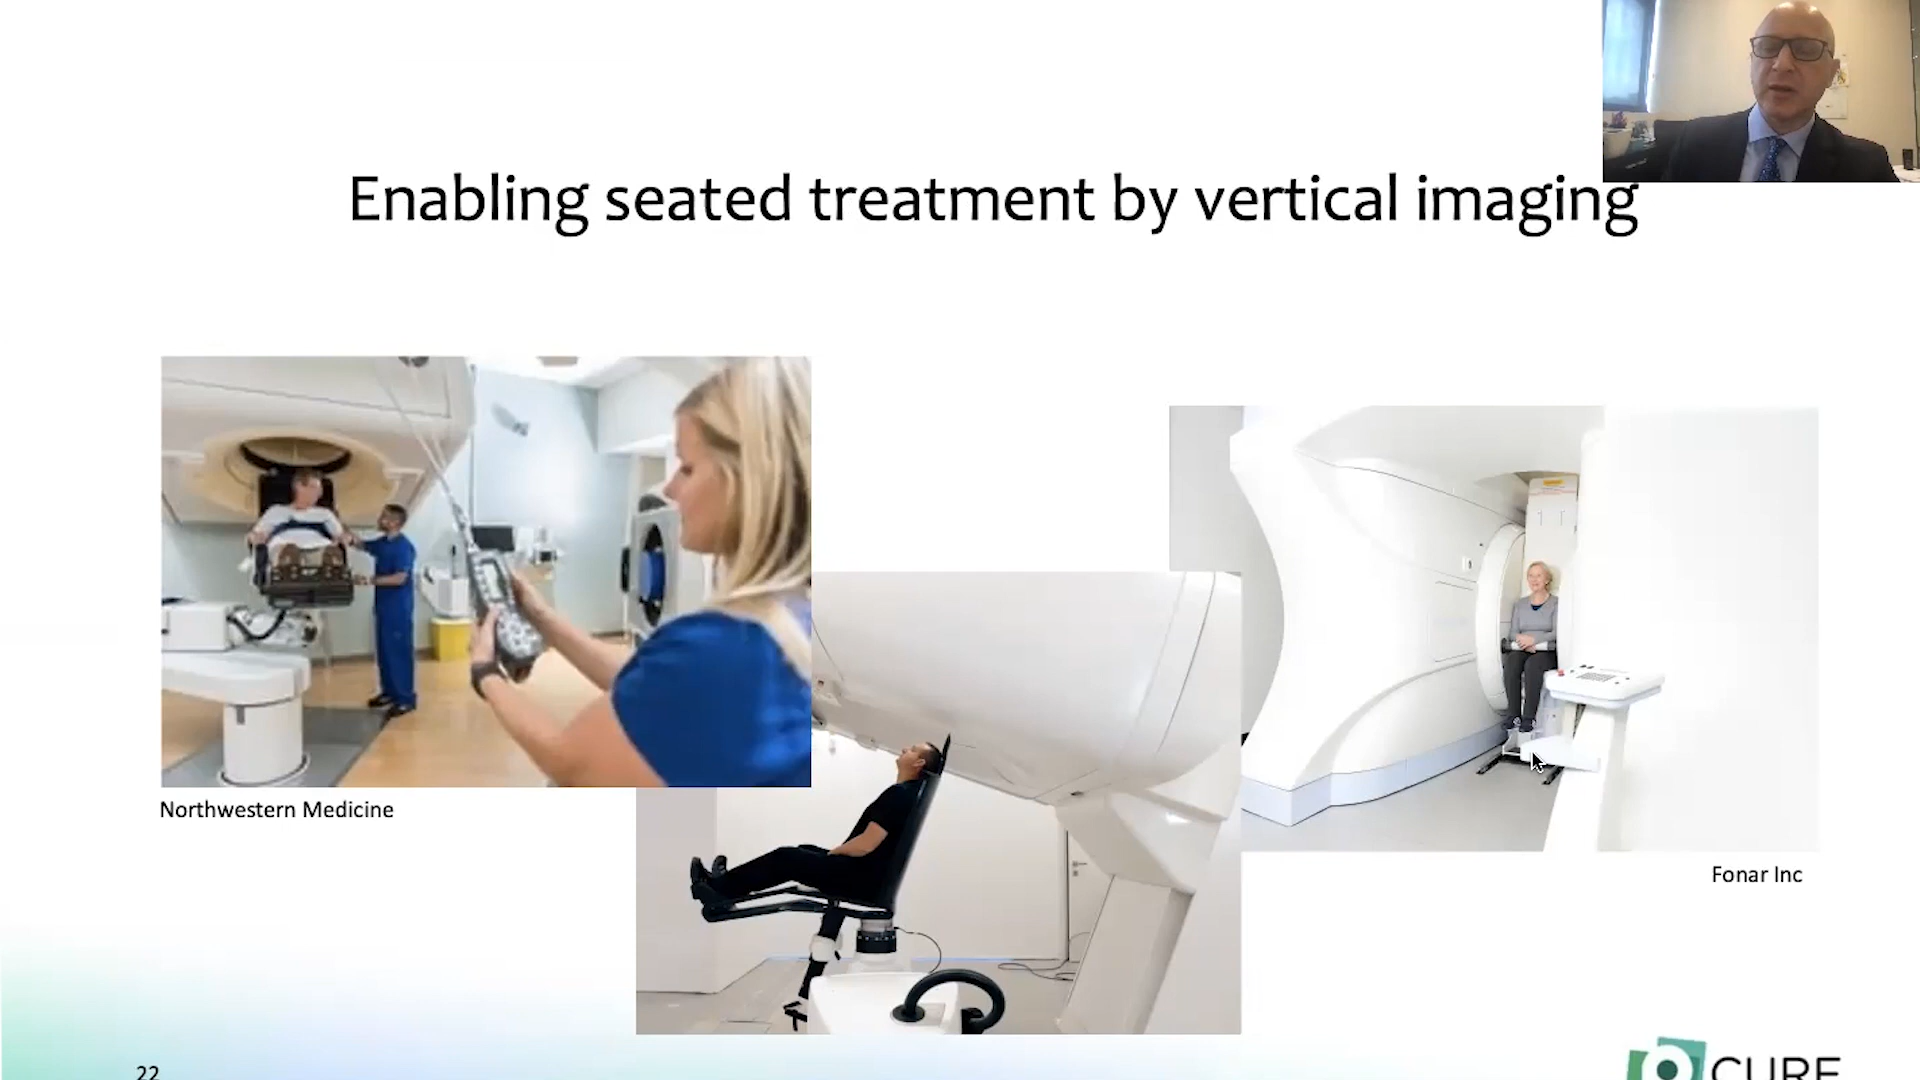 Enabling seated treatment by vertical imaging
Northwestern Medicine
Fonar Inc
22
CURE